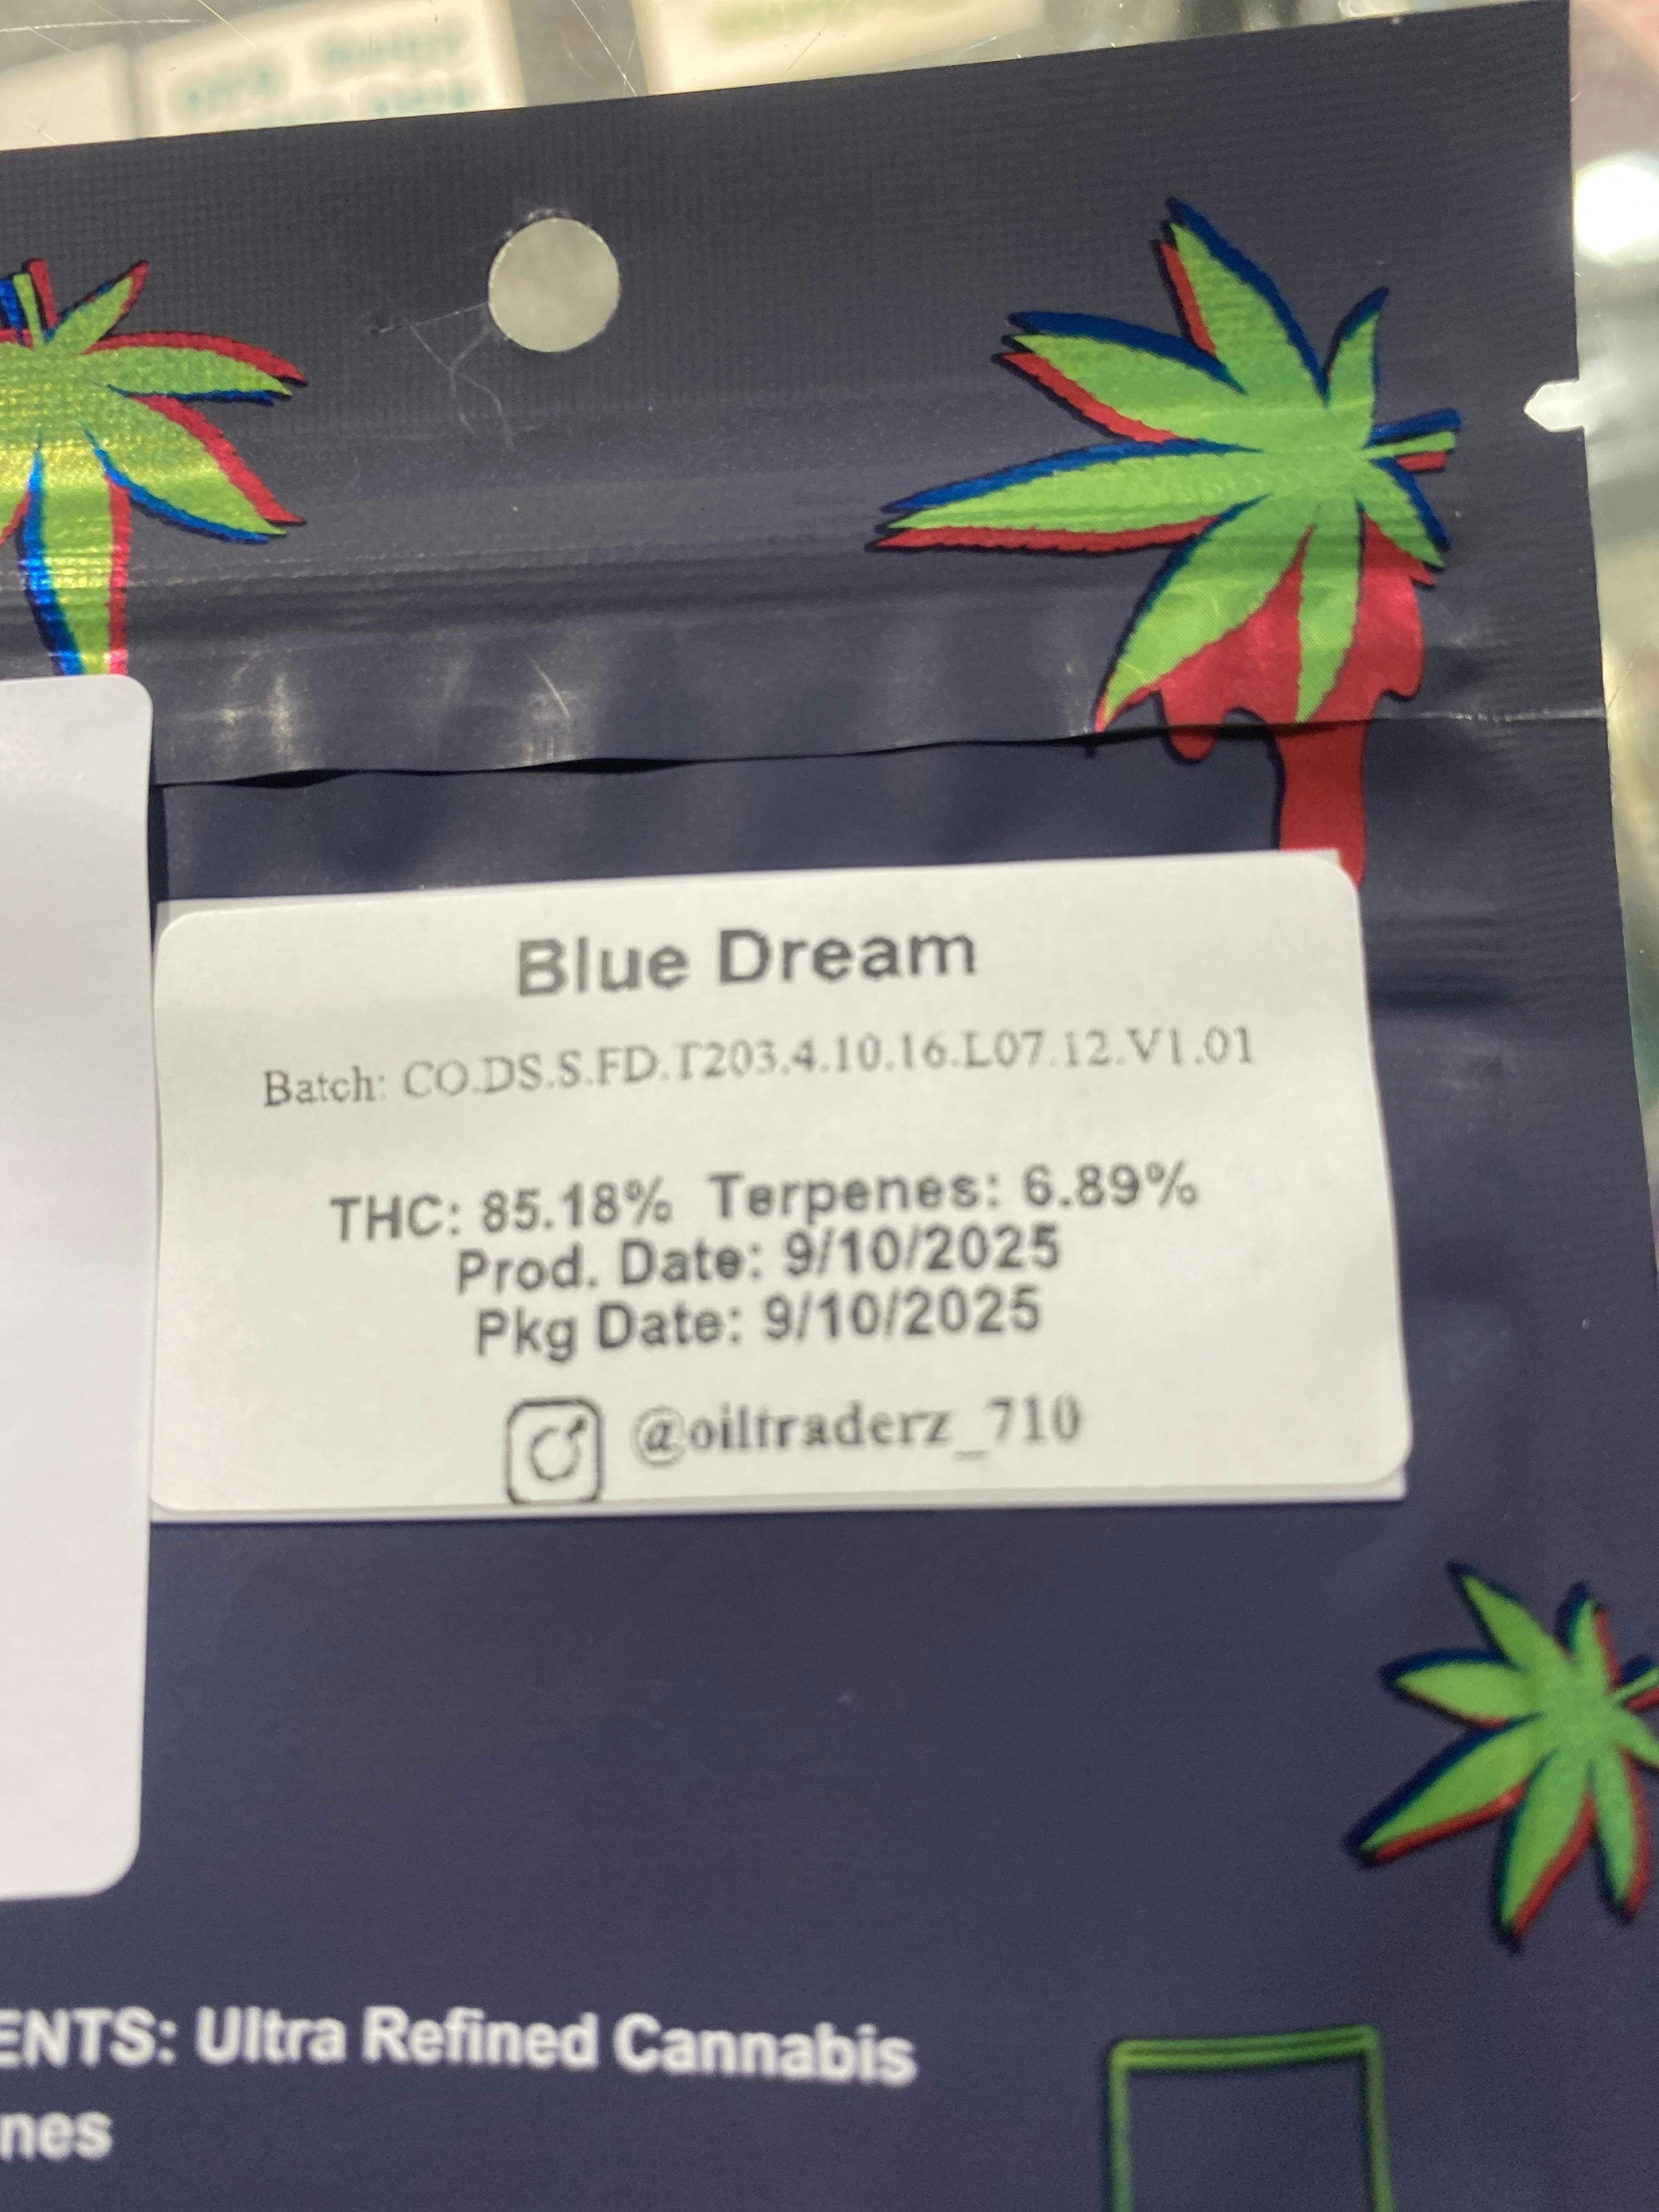 Blue Dream
Batch: CO.DS.S.FD.T203.4.10.16.L07.12.V1.01
THC: 85.18% Terpenes: 6.89%
Prod. Date: 9/10/2025
Pkg Date: 9/10/2025
@oiltraderz_710
ENTS: Ultra Refined Cannabis
nes